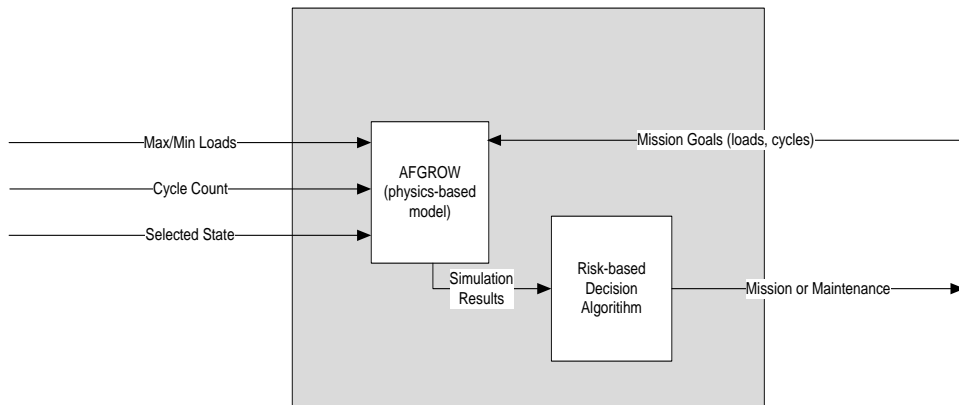 Max/Min Loads
Cycle Count
Selected State
AFGROW
(physics-based
model)
Mission Goals (loads, cycles)
Simulation
Results
Risk-based
Decision
Algorithm
Mission or Maintenance